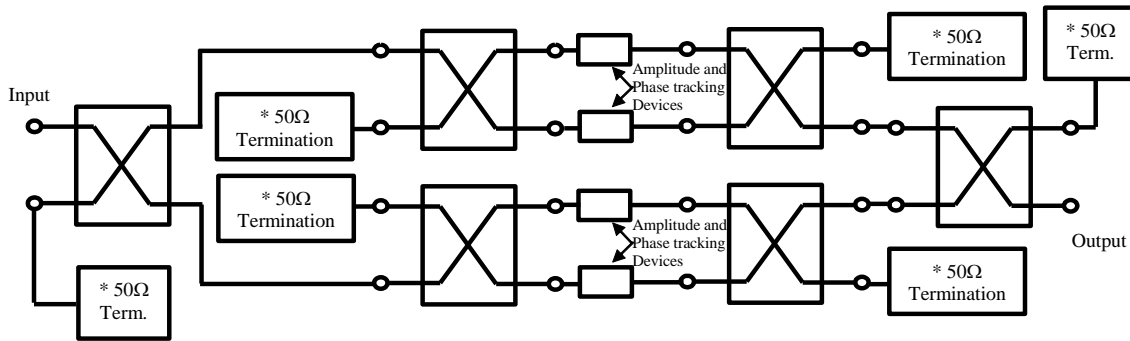 * 50Ω
Termination
* 50Ω
Term.
Amplitude and
Phase tracking
Devices
Input
* 50Ω
Termination
* 50Ω
Termination
Amplitude and
Phase tracking
Devices
Output
* 50Ω
Term.
* 50Ω
Termination